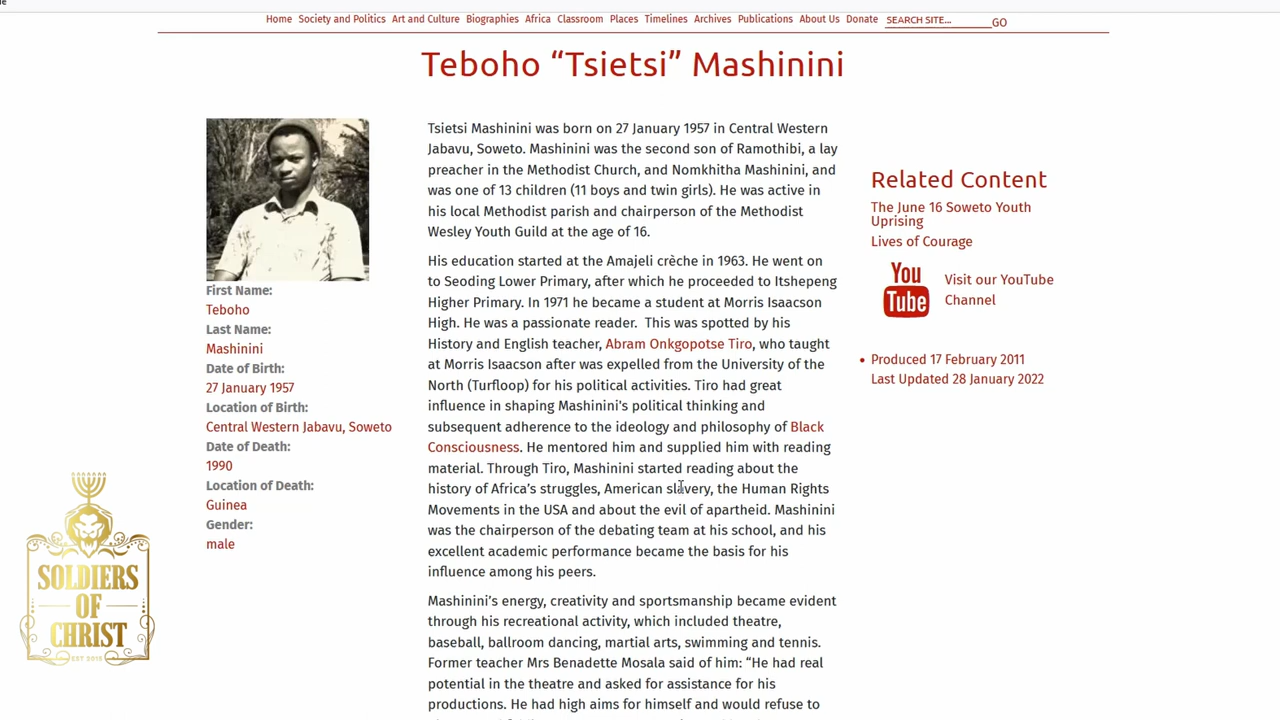 Home Society and Politics Art and Culture Biographies Africa Classroom Places Timelines Archives Publications About Us Donate SEARCH SITE... GO
Teboho “Tsietsi” Mashinini
First Name:
Teboho
Last Name:
Mashinini
Date of Birth:
27 January 1957
Location of Birth:
Central Western Jabavu, Soweto
Date of Death:
1990
Location of Death:
Guinea
Gender:
male
Tsietsi Mashinini was born on 27 January 1957 in Central Western
Jabavu, Soweto. Mashinini was the second son of Ramothibi, a lay
preacher in the Methodist Church, and Nomkhitha Mashinini, and
was one of 13 children (11 boys and twin girls). He was active in
his local Methodist parish and chairperson of the Methodist
Wesley Youth Guild at the age of 16.
His education started at the Amajeli crèche in 1963. He went on
to Seoding Lower Primary, after which he proceeded to Itshepeng
Higher Primary. In 1971 he became a student at Morris Isaacson
High. He was a passionate reader. This was spotted by his
History and English teacher, Abram Onkgopotse Tiro, who taught
at Morris Isaacson after was expelled from the University of the
North (Turfloop) for his political activities. Tiro had great
influence in shaping Mashinini's political thinking and
subsequent adherence to the ideology and philosophy of Black
Consciousness. He mentored him and supplied him with reading
material. Through Tiro, Mashinini started reading about the
history of Africa’s struggles, American slavery, the Human Rights
Movements in the USA and about the evil of apartheid. Mashinini
was the chairperson of the debating team at his school, and his
excellent academic performance became the basis for his
influence among his peers.
Mashinini’s energy, creativity and sportsmanship became evident
through his recreational activity, which included theatre,
baseball, ballroom dancing, martial arts, swimming and tennis.
Former teacher Mrs Benadette Mosala said of him: “He had real
potential in the theatre and asked for assistance for his
productions. He had high aims for himself and would refuse to
Related Content
The June 16 Soweto Youth
Uprising
Lives of Courage
You
Tube
Visit our YouTube
Channel
Produced 17 February 2011
Last Updated 28 January 2022
SOLDIERS
OF
CHRIST
EST 2015